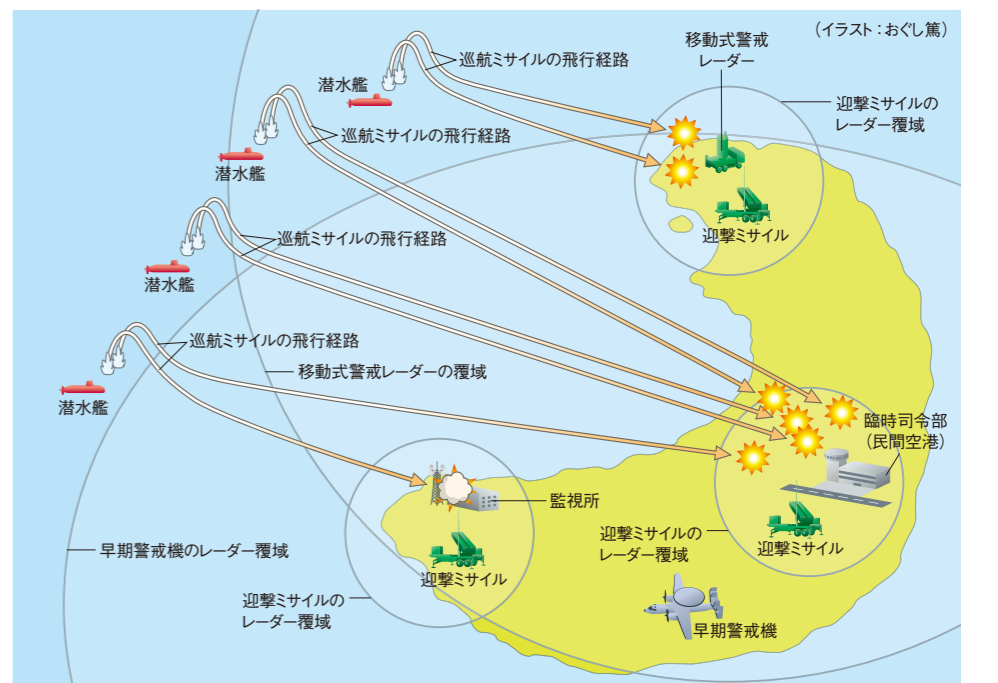 （イラスト：おぐし篤）
移動式警戒
レーダー
巡航ミサイルの飛行経路
潜水艦
迎撃ミサイルの
レーダー覆域
巡航ミサイルの飛行経路
潜水艦
迎撃ミサイル
巡航ミサイルの飛行経路
潜水艦
巡航ミサイルの飛行経路
移動式警戒レーダーの覆域
潜水艦
臨時司令部
（民間空港）
監視所
迎撃ミサイルの
レーダー覆域
迎撃ミサイル
早期警戒機のレーダー覆域
迎撃ミサイル
迎撃ミサイルの
レーダー覆域
早期警戒機